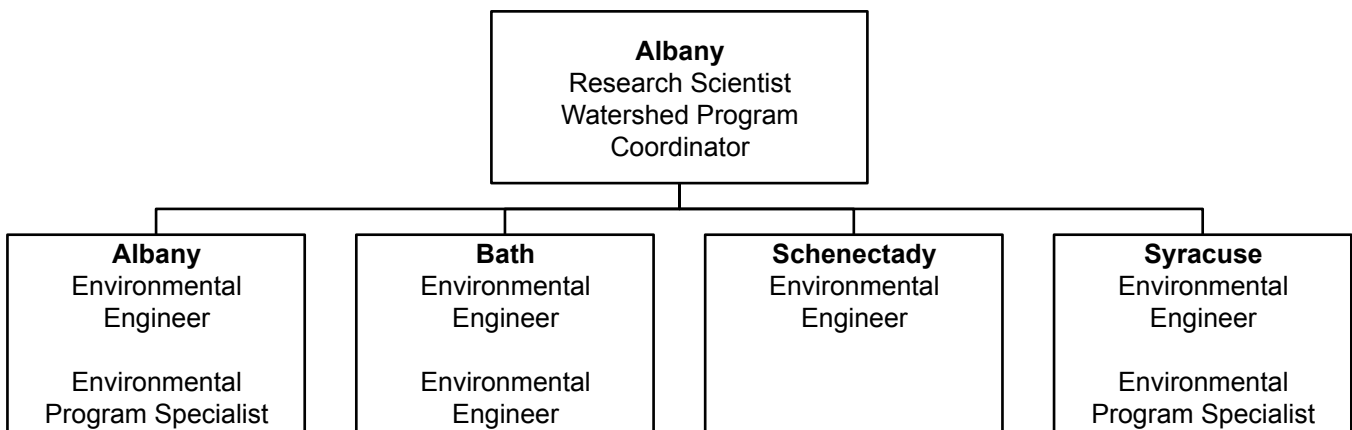 Albany
Research Scientist
Watershed Program
Coordinator
Albany
Environmental
Engineer
Environmental
Program Specialist
Bath
Environmental
Engineer
Environmental
Engineer
Schenectady
Environmental
Engineer
Syracuse
Environmental
Engineer
Environmental
Program Specialist